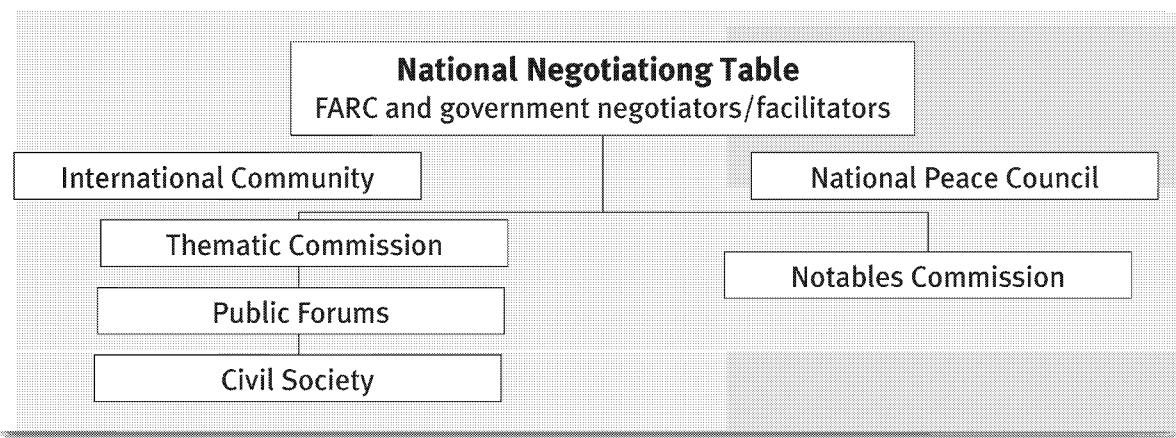 National Negotiationg Table
FARC and government negotiators/facilitators
International Community
National Peace Council
Thematic Commission
Notables Commission
Public Forums
Civil Society